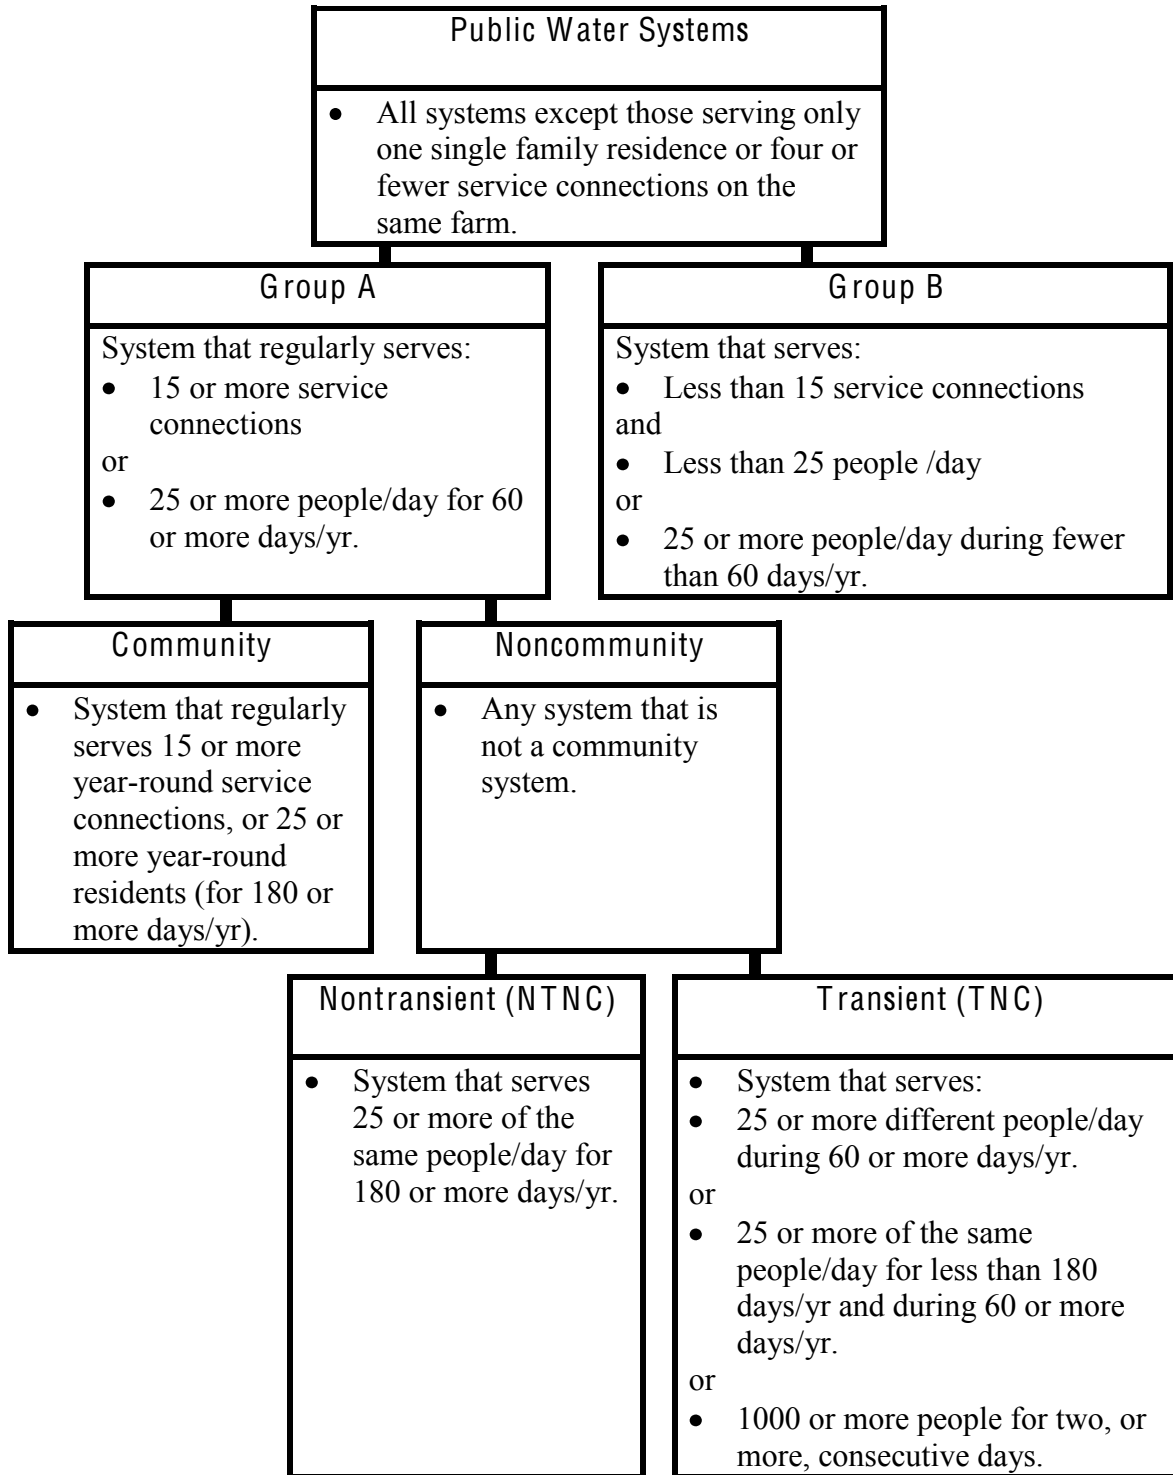 Public Water Systems
• All systems except those serving only
one single family residence or four or
fewer service connections on the
same farm.
Group A
System that regularly serves:
• 15 or more service
connections
or
• 25 or more people/day for 60
or more days/yr.
Group B
System that serves:
• Less than 15 service connections
and
• Less than 25 people /day
or
• 25 or more people/day during fewer
than 60 days/yr.
Community
• System that regularly
serves 15 or more
year-round service
connections, or 25 or
more year-round
residents (for 180 or
more days/yr).
Noncommunity
• Any system that is
not a community
system.
Nontransient (NTNC)
• System that serves
25 or more of the
same people/day for
180 or more days/yr.
Transient (TNC)
• System that serves:
• 25 or more different people/day
during 60 or more days/yr.
or
• 25 or more of the same
people/day for less than 180
days/yr and during 60 or more
days/yr.
or
• 1000 or more people for two, or
more, consecutive days.